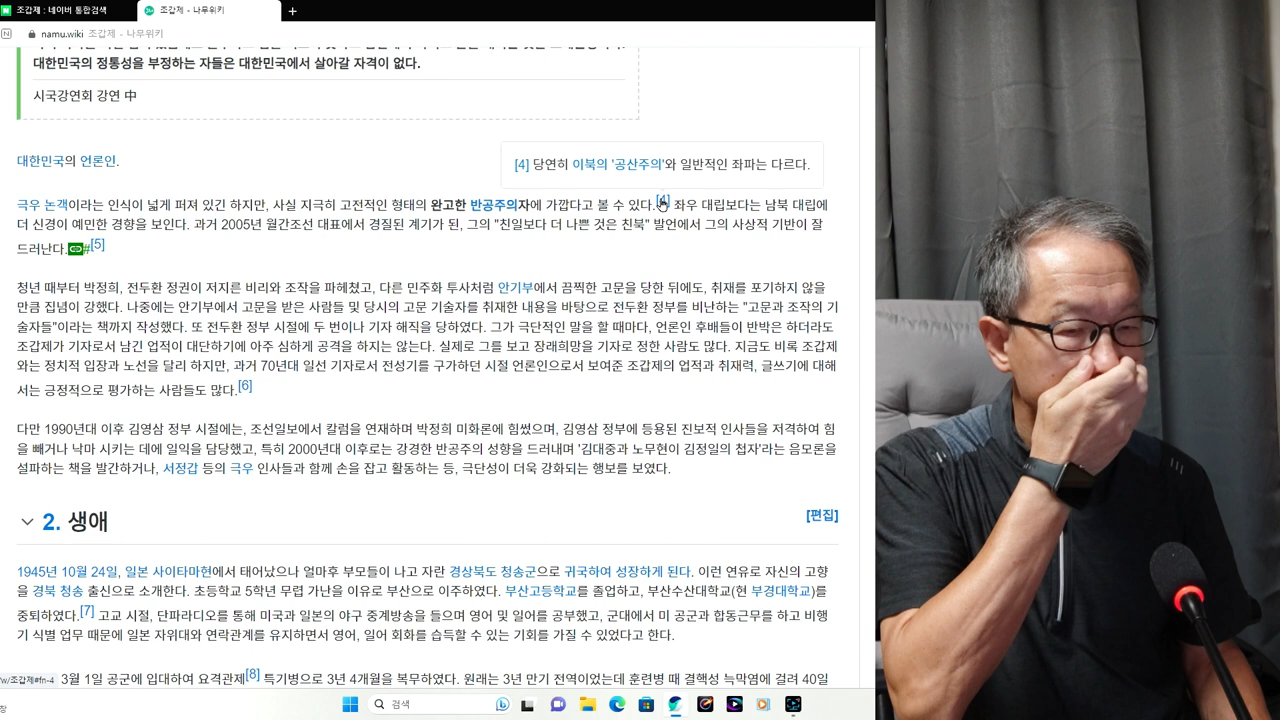 조갑제 : 네이버 통합검색
조갑제 - 나무위키
namu.wiki 조갑제 - 나무위키
대한민국의 정통성을 부정하는 자들은 대한민국에서 살아갈 자격이 없다.
시국강연회 강연 中
대한민국의 언론인.
[4] 당연히 이북의 '공산주의'와 일반적인 좌파는 다르다.
극우 논객이라는 인식이 넓게 퍼져 있긴 하지만, 사실 지극히 고전적인 형태의 완고한 반공주의자에 가깝다고 볼 수 있다.[4] 좌우 대립보다는 남북 대립에
더 신경이 예민한 경향을 보인다. 과거 2005년 월간조선 대표에서 경질된 계기가 된, 그의 "친일보다 더 나쁜 것은 친북" 발언에서 그의 사상적 기반이 잘
드러난다.#[5]
청년 때부터 박정희, 전두환 정권이 저지른 비리와 조작을 파헤쳤고, 다른 민주화 투사처럼 안기부에서 끔찍한 고문을 당한 뒤에도, 취재를 포기하지 않을
만큼 집념이 강했다. 나중에는 안기부에서 고문을 받은 사람들 및 당시의 고문 기술자를 취재한 내용을 바탕으로 전두환 정부를 비난하는 "고문과 조작의 기
술자들"이라는 책까지 작성했다. 또 전두환 정부 시절에 두 번이나 기자 해직을 당하였다. 그가 극단적인 말을 할 때마다, 언론인 후배들이 반박은 하더라도
조갑제가 기자로서 남긴 업적이 대단하기에 아주 심하게 공격을 하지는 않는다. 실제로 그를 보고 장래희망을 기자로 정한 사람도 많다. 지금도 비록 조갑제
와는 정치적 입장과 노선을 달리 하지만, 과거 70년대 일선 기자로서 전성기를 구가하던 시절 언론인으로서 보여준 조갑제의 업적과 취재력, 글쓰기에 대해
서는 긍정적으로 평가하는 사람들도 많다.[6]
다만 1990년대 이후 김영삼 정부 시절에는, 조선일보에서 칼럼을 연재하며 박정희 미화론에 힘썼으며, 김영삼 정부에 등용된 진보적 인사들을 저격하여 힘
을 빼거나 낙마 시키는 데에 일익을 담당했고, 특히 2000년대 이후로는 강경한 반공주의 성향을 드러내며 '김대중과 노무현이 김정일의 첩자'라는 음모론을
설파하는 책을 발간하거나, 서정갑 등의 극우 인사들과 함께 손을 잡고 활동하는 등, 극단성이 더욱 강화되는 행보를 보였다.
2. 생애
[편집]
1945년 10월 24일, 일본 사이타마현에서 태어났으나 얼마후 부모들이 나고 자란 경상북도 청송군으로 귀국하여 성장하게 된다. 이런 연유로 자신의 고향
을 경북 청송 출신으로 소개한다. 초등학교 5학년 무렵 가난을 이유로 부산으로 이주하였다. 부산고등학교를 졸업하고, 부산수산대학교(현 부경대학교)를
중퇴하였다.[7] 고교 시절, 단파라디오를 통해 미국과 일본의 야구 중계방송을 들으며 영어 및 일어를 공부했고, 군대에서 미 공군과 합동근무를 하고 비행
기 식별 업무 때문에 일본 자위대와 연락관계를 유지하면서 영어, 일어 회화를 습득할 수 있는 기회를 가질 수 있었다고 한다.
/w/조갑제#fn-4
3월 1일 공군에 입대하여 요격관제[8] 특기병으로 3년 4개월을 복무하였다. 원래는 3년 만기 전역이었는데 훈련병 때 결핵성 늑막염에 걸려 40일
검색